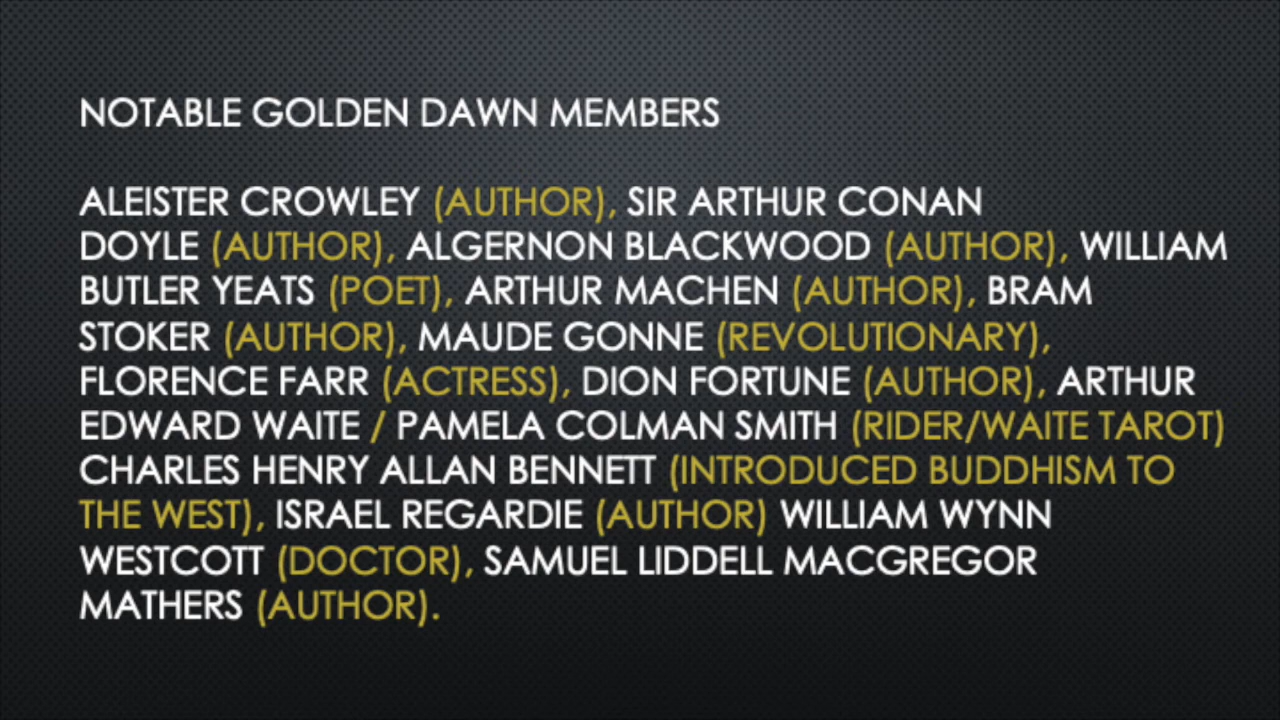 NOTABLE GOLDEN DAWN MEMBERS
ALEISTER CROWLEY (AUTHOR), SIR ARTHUR CONAN
DOYLE (AUTHOR), ALGERNON BLACKWOOD (AUTHOR), WILLIAM
BUTLER YEATS (POET), ARTHUR MACHEN (AUTHOR), BRAM
STOKER (AUTHOR), MAUDE GONNE (REVOLUTIONARY),
FLORENCE FARR (ACTRESS), DION FORTUNE (AUTHOR), ARTHUR
EDWARD WAITE / PAMELA COLMAN SMITH (RIDER/WAITE TAROT)
CHARLES HENRY ALLAN BENNETT (INTRODUCED BUDDHISM TO
THE WEST), ISRAEL REGARDIE (AUTHOR) WILLIAM WYNN
WESTCOTT (DOCTOR), SAMUEL LIDDELL MACGREGOR
MATHERS (AUTHOR).